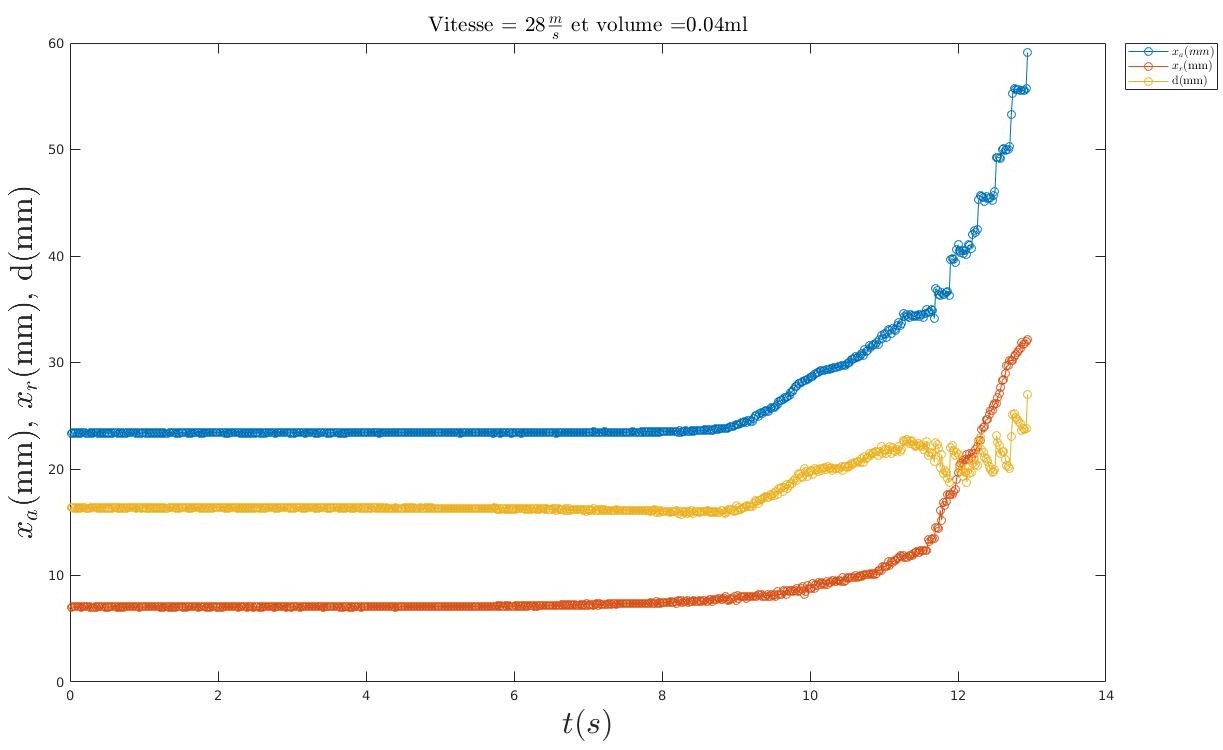 Vitesse = 28 m/s et volume =0.04ml
x_a(mm)
x_r(mm)
d(mm)
60
50
40
30
20
10
0
x_a(mm), x_r(mm), d(mm)
0 2 4 6 8 10 12 14
t(s)